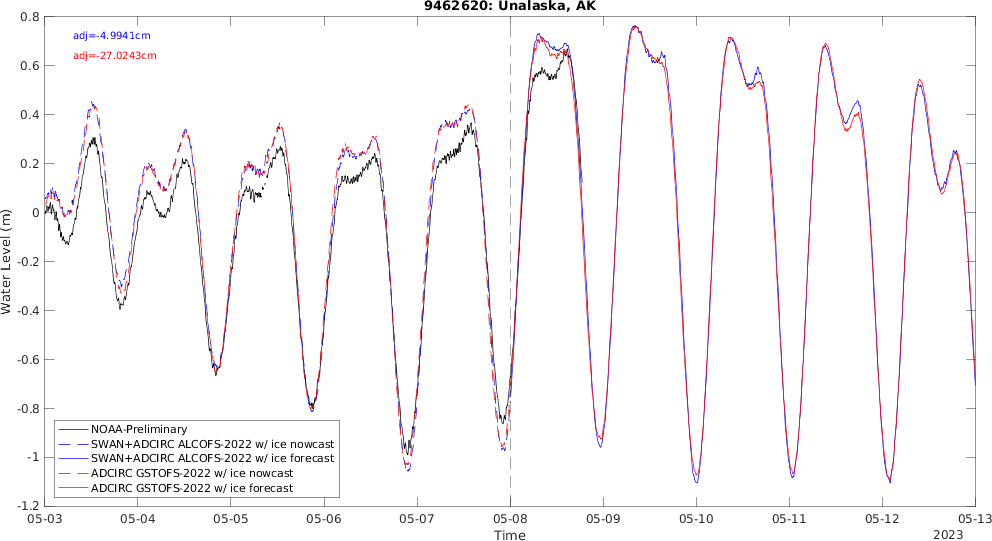 9462620: Unalaska, AK
adj=-4.9941cm
adj=-27.0243cm
Water Level (m)
0.8
0.6
0.4
0.2
0
-0.2
-0.4
-0.6
-0.8
-1
-1.2
NOAA-Preliminary
SWAN+ADCIRC ALCOFS-2022 w/ ice nowcast
SWAN+ADCIRC ALCOFS-2022 w/ ice forecast
ADCIRC GSTOFS-2022 w/ ice nowcast
ADCIRC GSTOFS-2022 w/ ice forecast
05-03 05-04 05-05 05-06 05-07 05-08 05-09 05-10 05-11 05-12 05-13
Time
2023